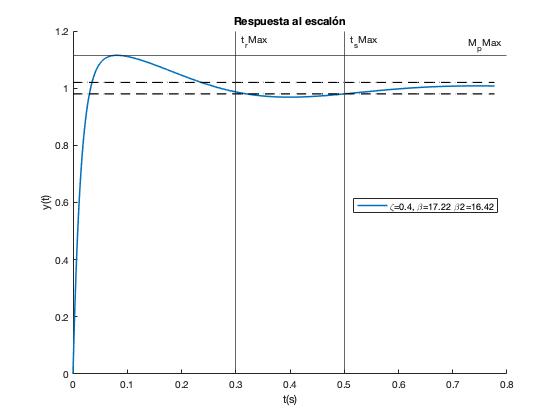 Respuesta al escalón
t_rMax
t_sMax
M_pMax
1.2
1
0.8
0.6
0.4
0.2
0
y(t)
ζ=0.4, β=17.22 β2=16.42
0
0.1
0.2
0.3
0.4
0.5
0.6
0.7
0.8
t(s)